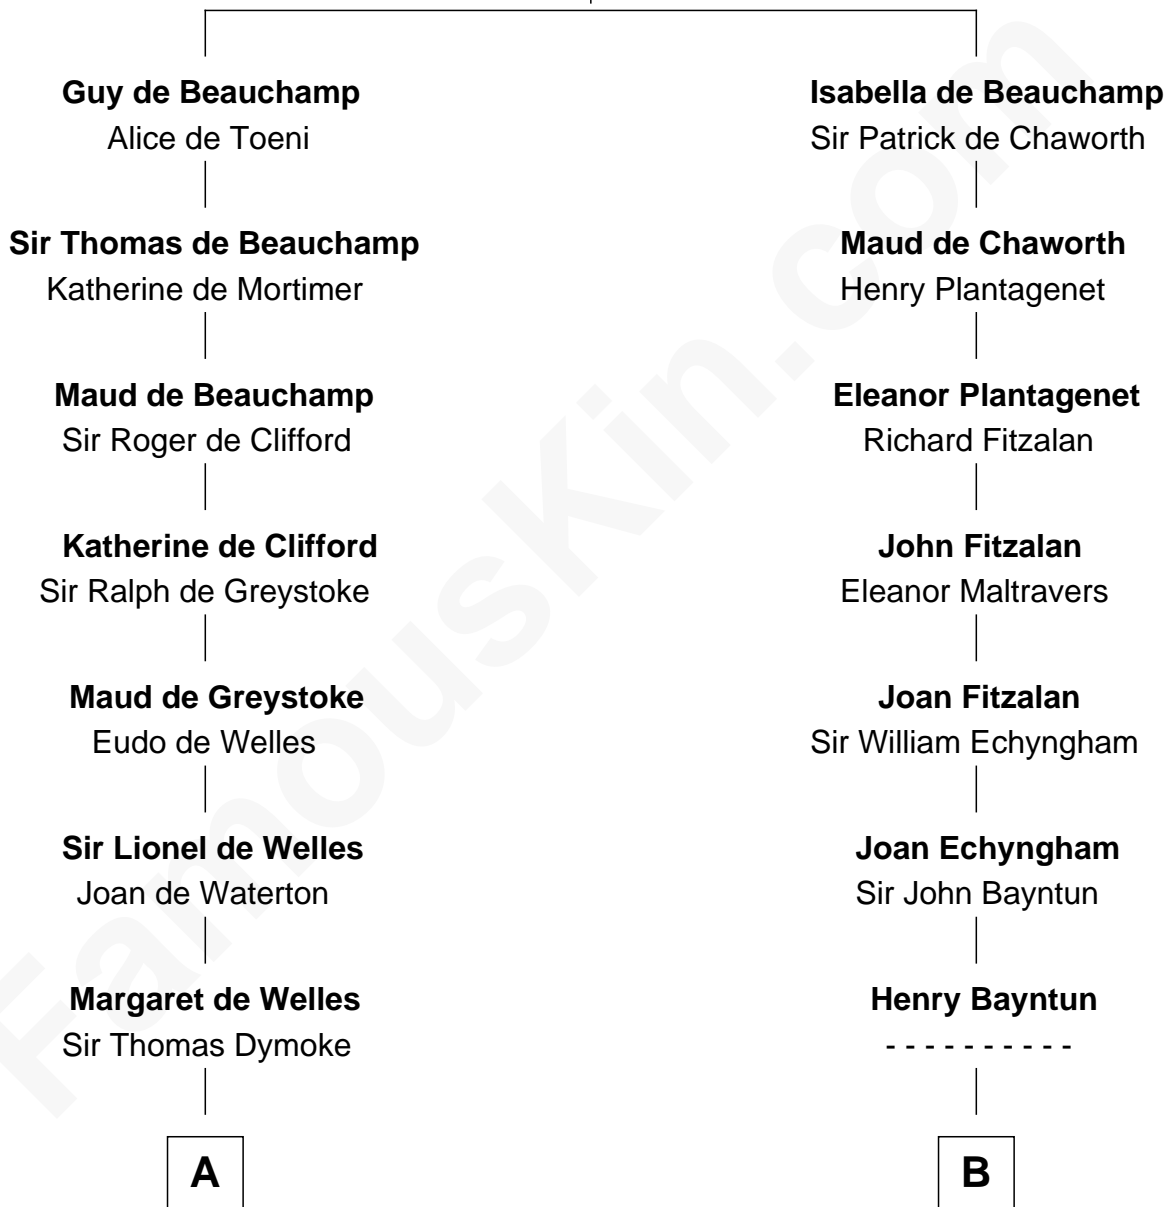 Guy de Beauchamp
Alice de Toeni
Sir Thomas de Beauchamp
Katherine de Mortimer
Maud de Beauchamp
Sir Roger de Clifford
Katherine de Clifford
Sir Ralph de Greystoke
Maud de Greystoke
Eudo de Welles
Sir Lionel de Welles
Joan de Waterton
Margaret de Welles
Sir Thomas Dymoke
A
Isabella de Beauchamp
Sir Patrick de Chaworth
Maud de Chaworth
Henry Plantagenet
Eleanor Plantagenet
Richard Fitzalan
John Fitzalan
Eleanor Maltravers
Joan Fitzalan
Sir William Echyngham
Joan Echyngham
Sir John Bayntun
Henry Bayntun
- - - - - - - - - -
B
FamousKin.com